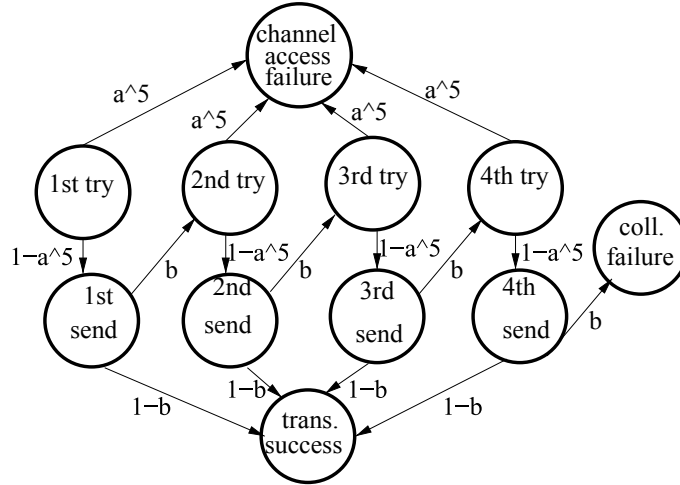 channel
access
failure
a^5
a^5
a^5
a^5
1st try
2nd try
3rd try
4th try
1-a^5
1-a^5
1-a^5
1-a^5
b
b
b
coll.
failure
1st
send
2nd
send
3rd
send
4th
send
b
1-b
1-b
1-b
1-b
trans.
success